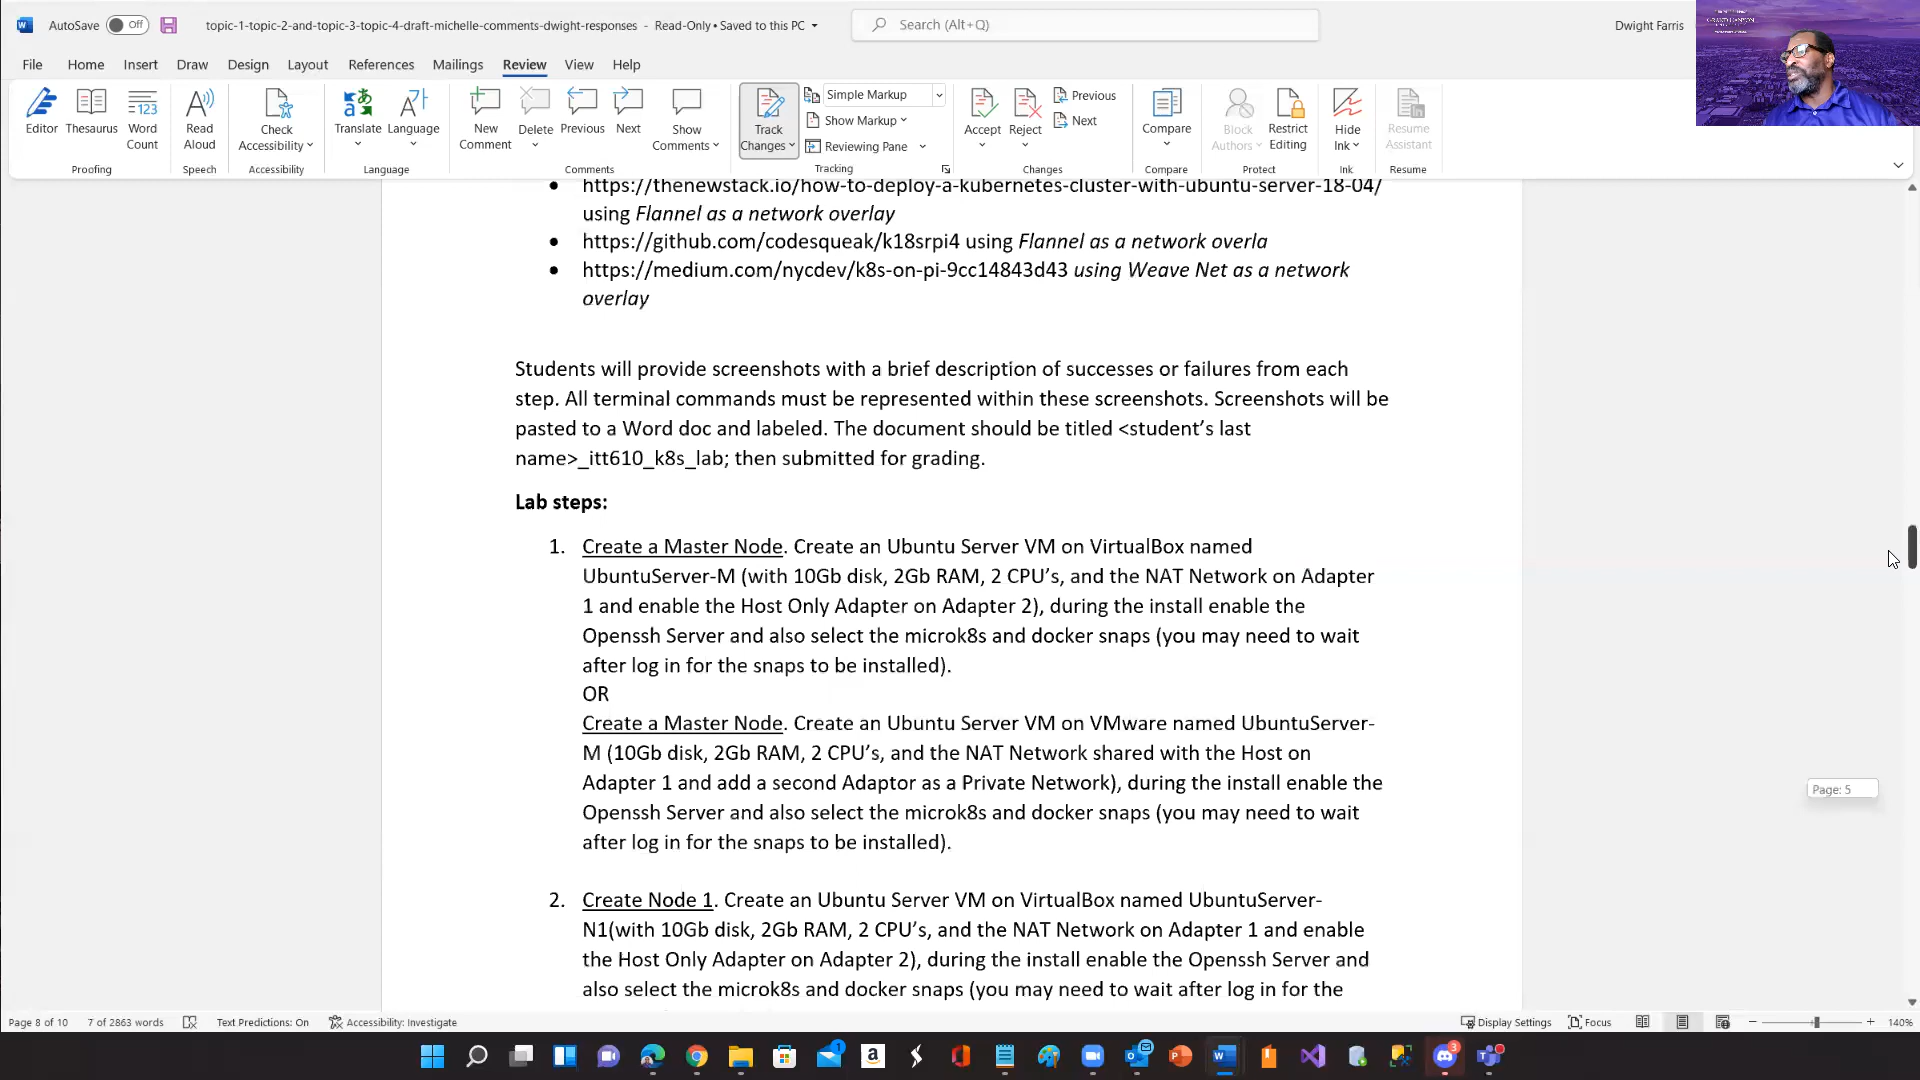 AutoSave Off topic-1-topic-2-and-topic-3-topic-4-draft-michelle-comments-dwight-responses - Read-Only • Saved to this PC Search (Alt+Q) Dwight Farris
File Home Insert Draw Design Layout References Mailings Review View Help
Editor Thesaurus Word Count
Proofing
Read Aloud
Speech
Check Accessibility
Accessibility
Translate Language
Language
New Comment Delete Previous Next Show Comments
Comments
Track Changes Simple Markup
Show Markup
Reviewing Pane
Tracking
Accept Reject Previous
Next
Changes
Compare
Compare
Block Authors Restrict Editing
Protect
Hide Ink
Ink
Resume Assistant
Resume
GRAND CANYON
• https://thenewstack.io/how-to-deploy-a-kubernetes-cluster-with-ubuntu-server-18-04/
using Flannel as a network overlay
• https://github.com/codesqueak/k18srpi4 using Flannel as a network overla
• https://medium.com/nycdev/k8s-on-pi-9cc14843d43 using Weave Net as a network
overlay
Students will provide screenshots with a brief description of successes or failures from each
step. All terminal commands must be represented within these screenshots. Screenshots will be
pasted to a Word doc and labeled. The document should be titled <student’s last
name>_itt610_k8s_lab; then submitted for grading.
Lab steps:
1. Create a Master Node. Create an Ubuntu Server VM on VirtualBox named
UbuntuServer-M (with 10Gb disk, 2Gb RAM, 2 CPU’s, and the NAT Network on Adapter
1 and enable the Host Only Adapter on Adapter 2), during the install enable the
Openssh Server and also select the microk8s and docker snaps (you may need to wait
after log in for the snaps to be installed).
OR
Create a Master Node. Create an Ubuntu Server VM on VMware named UbuntuServer-
M (10Gb disk, 2Gb RAM, 2 CPU’s, and the NAT Network shared with the Host on
Adapter 1 and add a second Adaptor as a Private Network), during the install enable the
Openssh Server and also select the microk8s and docker snaps (you may need to wait
after log in for the snaps to be installed).
Page: 5
2. Create Node 1. Create an Ubuntu Server VM on VirtualBox named UbuntuServer-
N1(with 10Gb disk, 2Gb RAM, 2 CPU’s, and the NAT Network on Adapter 1 and enable
the Host Only Adapter on Adapter 2), during the install enable the Openssh Server and
also select the microk8s and docker snaps (you may need to wait after log in for the
Page 8 of 10 7 of 2863 words Text Predictions: On Accessibility: Investigate Display Settings Focus 140%